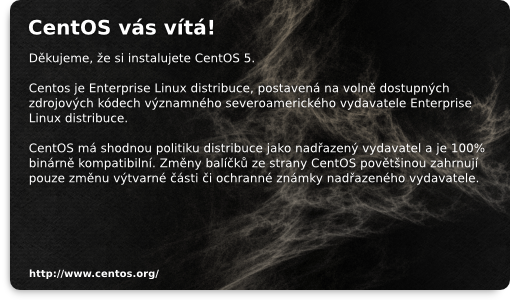 CentOS vás vítá!
Děkujeme, že si instalujete CentOS 5.
Centos je Enterprise Linux distribuce, postavená na volně dostupných
zdrojových kódech významného severoamerického vydavatele Enterprise
Linux distribuce.
CentOS má shodnou politiku distribuce jako nadřazený vydavatel a je 100%
binárně kompatibilní. Změny balíčků ze strany CentOS povětšinou zahrnují
pouze změnu výtvarné části či ochranné známky nadřazeného vydavatele.
http://www.centos.org/